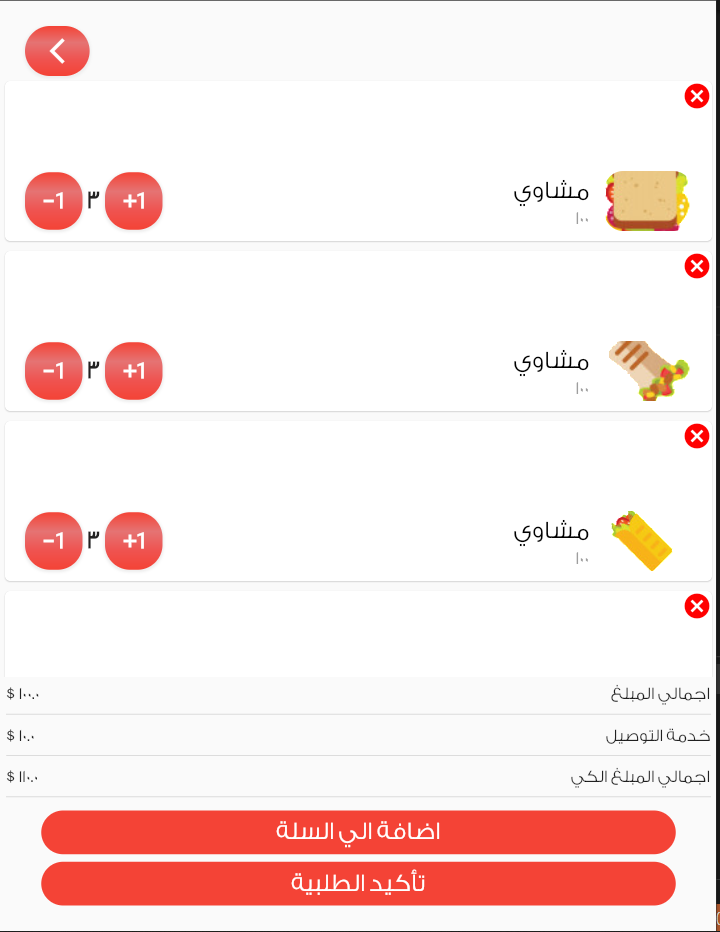 مشاوي
١٠٠
+1 ٣ -1
مشاوي
١٠٠
+1 ٣ -1
مشاوي
١٠٠
+1 ٣ -1
اجمالي المبلغ
١٠٠.٠ $
خدمة التوصيل
١٠.٠ $
اجمالي المبلغ الكي
١١٠.٠ $
اضافة الي السلة
تأكيد الطلبية